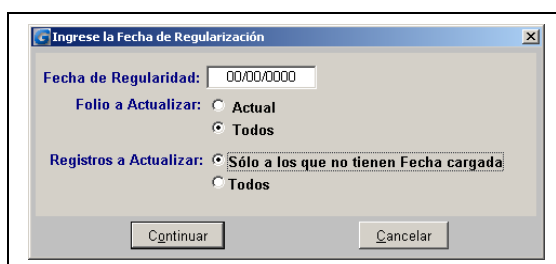 Ingrese la Fecha de Regularización
Fecha de Regularidad: 00/00/0000
Folio a Actualizar: Actual
Todos
Registros a Actualizar: Sólo a los que no tienen Fecha cargada
Todos
Continuar Cancelar